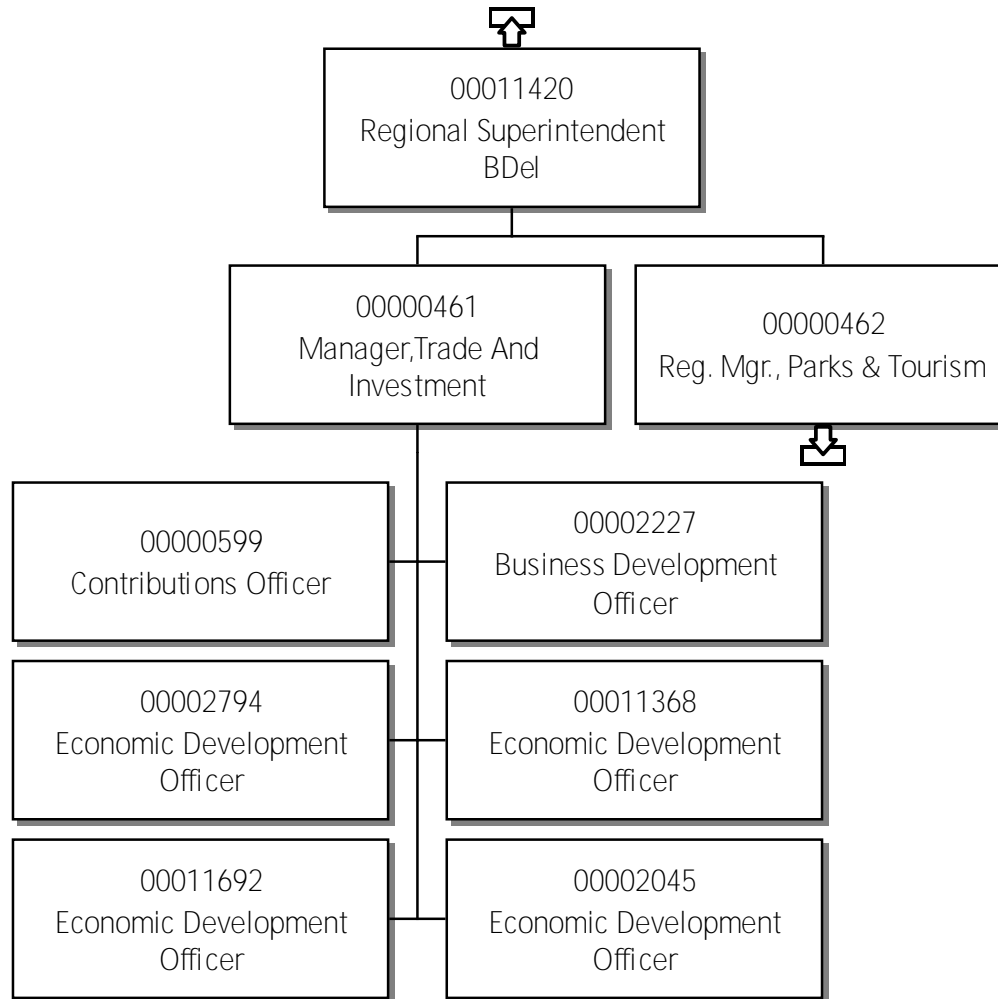 00011420
Regional Superintendent
BDel
00000461
Manager,Trade And
Investment
00000462
Reg. Mgr., Parks & Tourism
00000599
Contributions Officer
00002227
Business Development
Officer
00002794
Economic Development
Officer
00011368
Economic Development
Officer
00011692
Economic Development
Officer
00002045
Economic Development
Officer